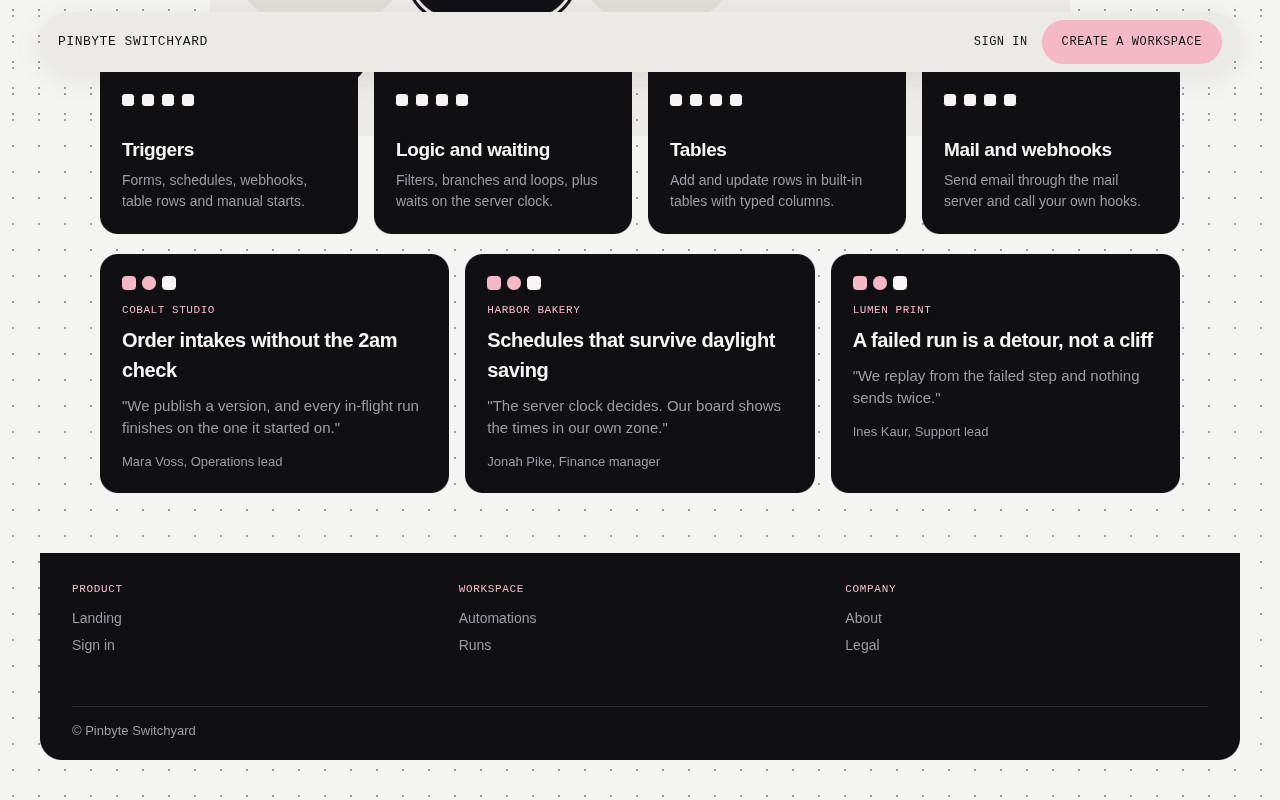 PINBYTE SWITCHYARD
SIGN IN
CREATE A WORKSPACE
Triggers
Forms, schedules, webhooks,
table rows and manual starts.
Logic and waiting
Filters, branches and loops, plus
waits on the server clock.
Tables
Add and update rows in built-in
tables with typed columns.
Mail and webhooks
Send email through the mail
server and call your own hooks.
COBALT STUDIO
Order intakes without the 2am
check
"We publish a version, and every in-flight run
finishes on the one it started on."
Mara Voss, Operations lead
HARBOR BAKERY
Schedules that survive daylight
saving
"The server clock decides. Our board shows
the times in our own zone."
Jonah Pike, Finance manager
LUMEN PRINT
A failed run is a detour, not a cliff
"We replay from the failed step and nothing
sends twice."
Ines Kaur, Support lead
PRODUCT
Landing
Sign in
WORKSPACE
Automations
Runs
COMPANY
About
Legal
© Pinbyte Switchyard